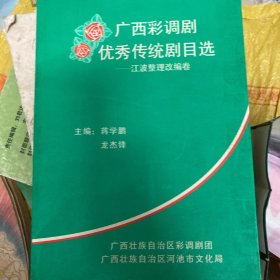 广西彩调剧
优秀传统剧目选
——江波整理改编卷
主编：蒋学鹏
龙杰锋
广西壮族自治区彩调剧团
广西壮族自治区河池市文化局